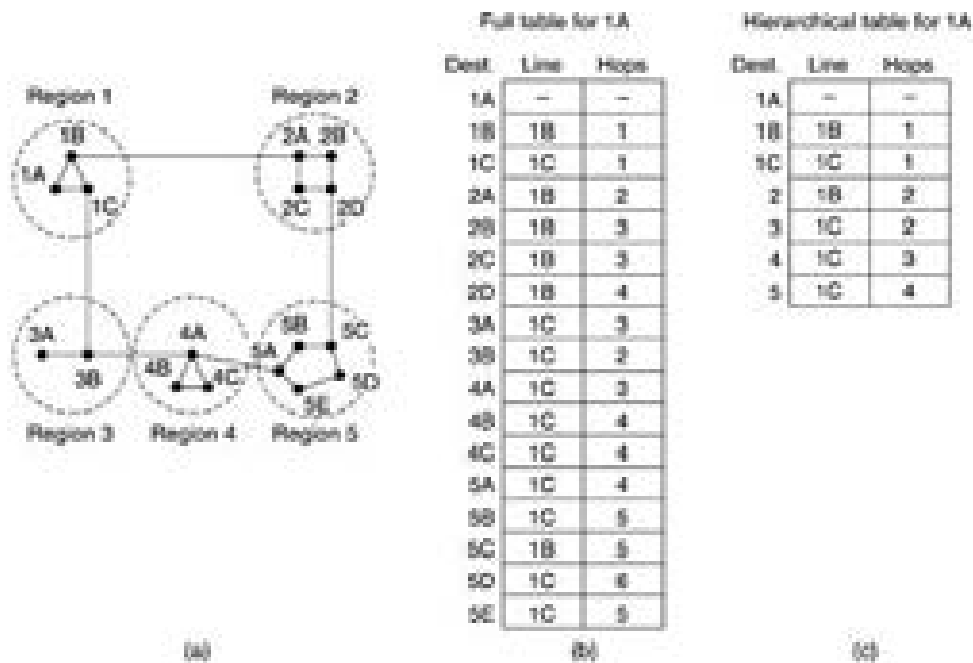 Full table for 1A
Hierarchical table for 1A
Dest. Line Hops
Dest. Line Hops
Region 1
Region 2
1B
2A 2B
1A
1C
2C 2D
3A
3B
4A
4B
4C
5B
5C
5A
5D
5E
Region 3
Region 4
Region 5
1A – –
1B 1B 1
1C 1C 1
2A 1B 2
2B 1B 3
2C 1B 3
2D 1B 4
3A 1C 3
3B 1C 2
4A 1C 3
4B 1C 4
4C 1C 4
5A 1C 4
5B 1C 5
5C 1B 5
5D 1C 6
5E 1C 5
1A – –
1B 1B 1
1C 1C 1
2 1B 2
3 1C 2
4 1C 3
5 1C 4
(a)
(b)
(c)